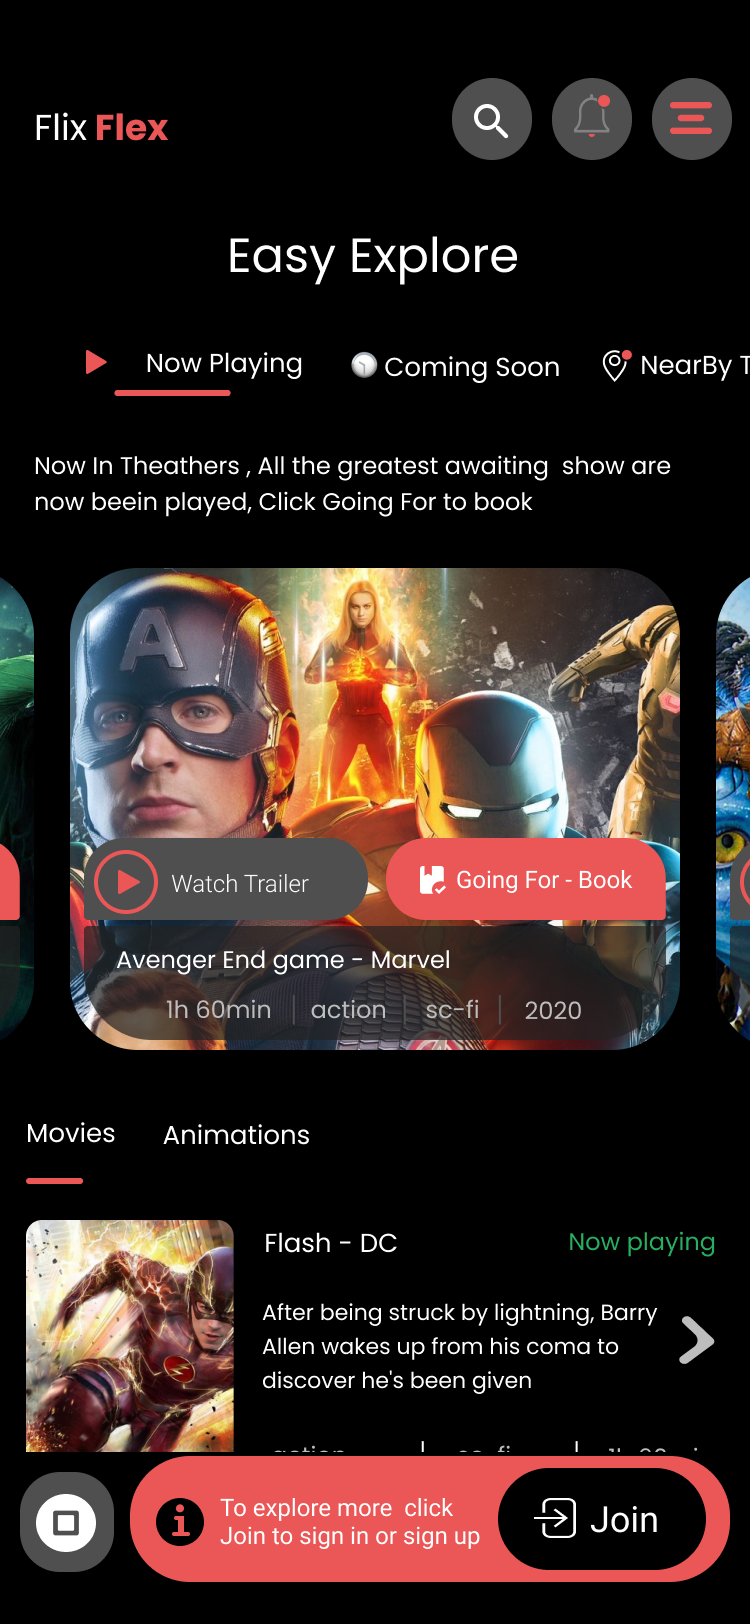 Flix Flex
Easy Explore
Now Playing
Coming Soon
NearBy T
Now In Theathers , All the greatest awaiting  show are
now beein played, Click Going For to book
A
Watch Trailer
Going For - Book
Avenger End game - Marvel
1h 60min | action | sc-fi | 2020
Movies
Animations
Flash - DC
Now playing
After being struck by lightning, Barry
Allen wakes up from his coma to
discover he's been given
To explore more  click
Join to sign in or sign up
Join